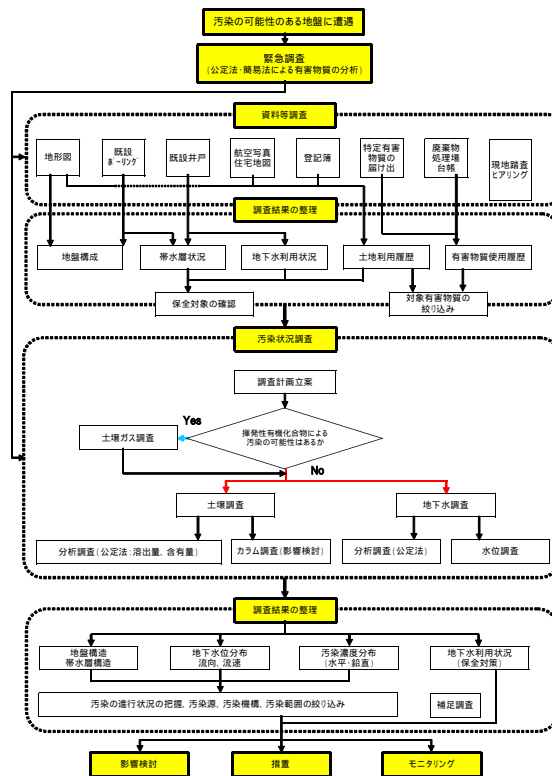 汚染の可能性のある地盤に遭遇
緊急調査
(公定法・簡易法による有害物質の分析)
資料等調査
地形図
既設
ボーリング
既設井戸
航空写真
住宅地図
登記簿
特定有害
物質の
届け出
廃棄物
処理場
台帳
現地踏査
ヒアリング
調査結果の整理
地盤構成
帯水層状況
地下水利用状況
土地利用履歴
有害物質使用履歴
保全対象の確認
対象有害物質の
絞り込み
汚染状況調査
調査計画立案
Yes
土壌ガス調査
揮発性有機化合物による
汚染の可能性はあるか
No
土壌調査
地下水調査
分析調査(公定法:溶出量、含有量)
カラム調査(影響検討)
分析調査(公定法)
水位調査
調査結果の整理
地盤構造
帯水層構造
地下水位分布
流向、流速
汚染濃度分布
(水平・鉛直)
地下水利用状況
(保全対策)
汚染の進行状況の把握、汚染源、汚染機構、汚染範囲の絞り込み
補足調査
影響検討
措置
モニタリング